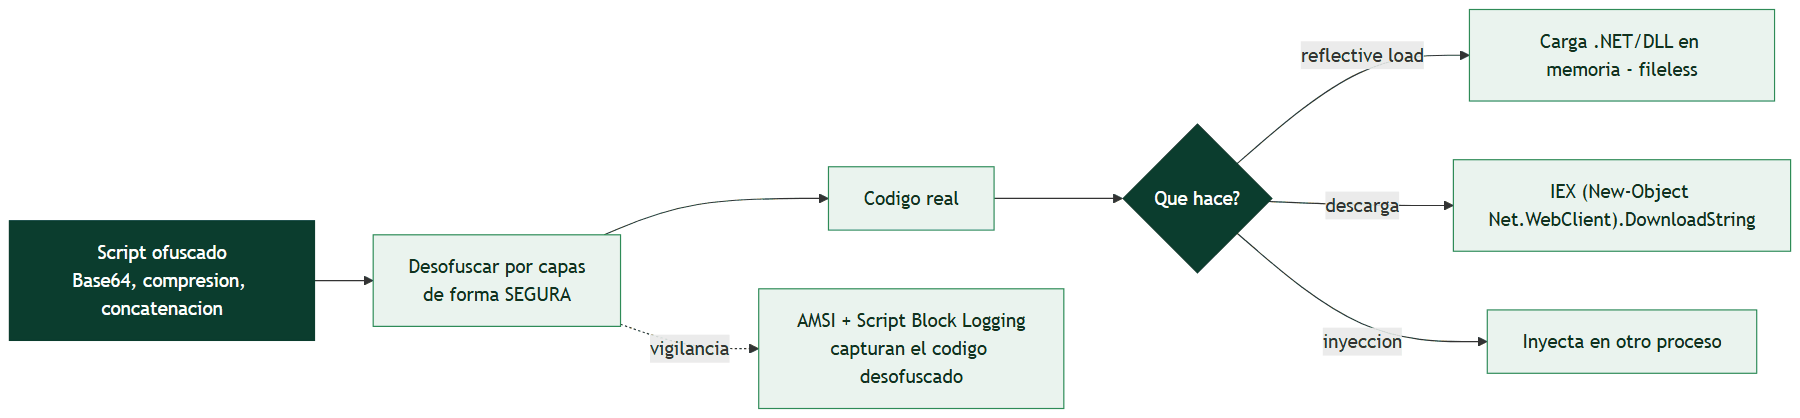 Script ofuscado
Base64, compresion,
concatenacion
Desofuscar por capas
de forma SEGURA
vigilancia
AMSI + Script Block Logging
capturan el codigo
desofuscado
Codigo real
Que hace?
reflective load
Carga .NET/DLL en
memoria - fileless
descarga
IEX (New-Object
Net.WebClient).DownloadString
inyeccion
Inyecta en otro proceso